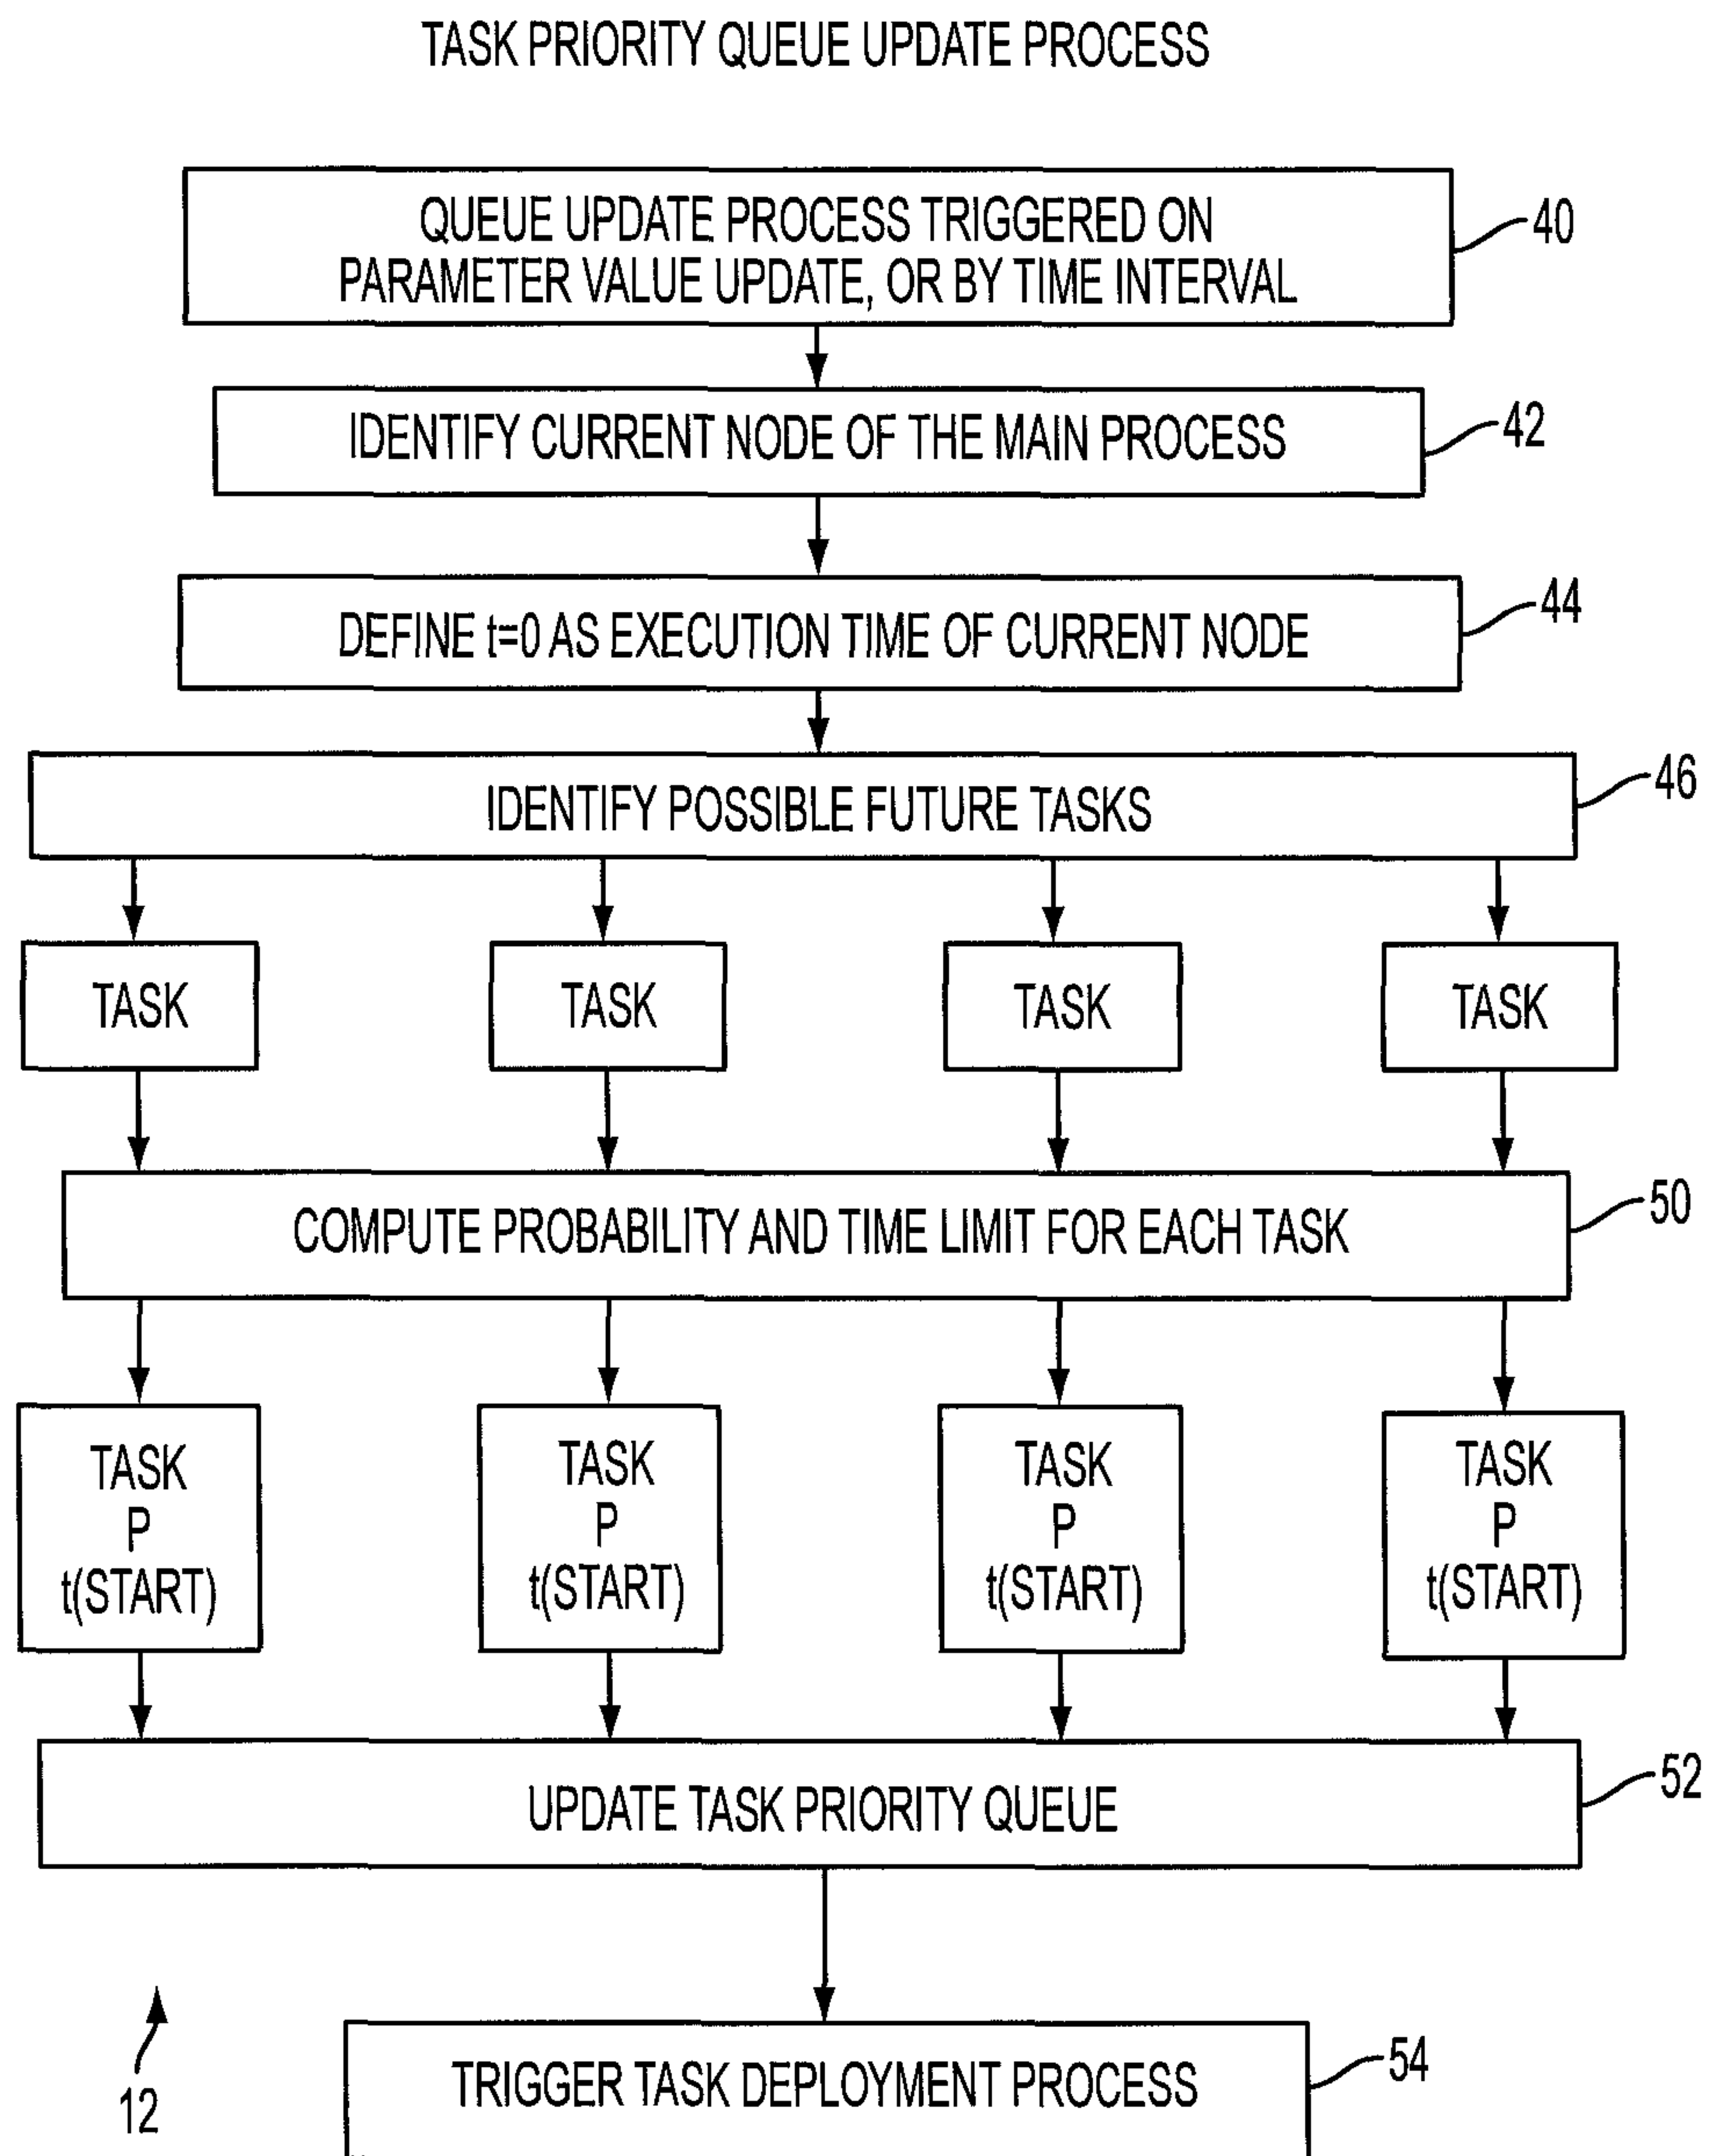 TASK PRIORITY QUEUE UPDATE PROCESS
QUEUE UPDATE PROCESS TRIGGERED ON
PARAMETER VALUE UPDATE, OR BY TIME INTERVAL
40
IDENTIFY CURRENT NODE OF THE MAIN PROCESS
42
DEFINE t=0 AS EXECUTION TIME OF CURRENT NODE
44
IDENTIFY POSSIBLE FUTURE TASKS
46
TASK
TASK
TASK
TASK
COMPUTE PROBABILITY AND TIME LIMIT FOR EACH TASK
50
TASK
P
t(START)
TASK
P
t(START)
TASK
P
t(START)
TASK
P
t(START)
UPDATE TASK PRIORITY QUEUE
52
TRIGGER TASK DEPLOYMENT PROCESS
54
12